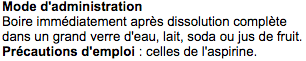 Mode d'administration
Boire immédiatement après dissolution complète
dans un grand verre d'eau, lait, soda ou jus de fruit.
Précautions d'emploi : celles de l'aspirine.